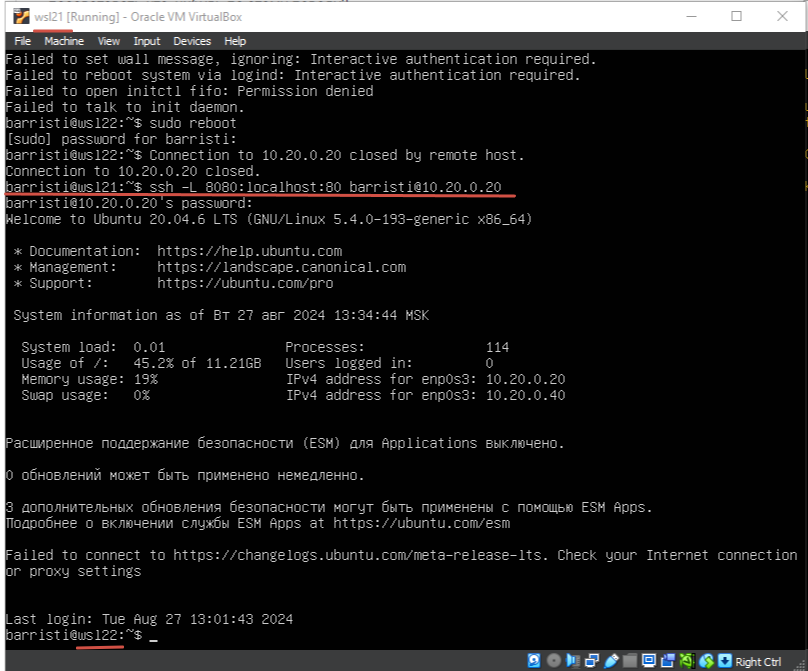 wsl21 [Running] - Oracle VM VirtualBox
File Machine View Input Devices Help
Failed to set wall message, ignoring: Interactive authentication required.
Failed to reboot system via logind: Interactive authentication required.
Failed to open initctl fifo: Permission denied
Failed to talk to init daemon.
barristi@wsl22:~$ sudo reboot
[sudo] password for barristi:
barristi@wsl22:~$ Connection to 10.20.0.20 closed by remote host.
Connection to 10.20.0.20 closed.
barristi@wsl21:~$ ssh -L 8080:localhost:80 barristi@10.20.0.20
barristi@10.20.0.20's password:
Welcome to Ubuntu 20.04.6 LTS (GNU/Linux 5.4.0-193-generic x86_64)
* Documentation: https://help.ubuntu.com
* Management: https://landscape.canonical.com
* Support: https://ubuntu.com/pro
System information as of Вт 27 авг 2024 13:34:44 MSK
System load: 0.01 Processes: 114
Usage of /: 45.2% of 11.21GB Users logged in: 0
Memory usage: 19% IPv4 address for enp0s3: 10.20.0.20
Swap usage: 0% IPv4 address for enp0s3: 10.20.0.40
Расширенное поддержание безопасности (ESM) для Applications выключено.
0 обновлений может быть применено немедленно.
3 дополнительных обновления безопасности могут быть применены с помощью ESM Apps.
Подробнее о включении службы ESM Apps at https://ubuntu.com/esm
Failed to connect to https://changelogs.ubuntu.com/meta-release-lts. Check your Internet connection
or proxy settings
Last login: Tue Aug 27 13:01:43 2024
barristi@wsl22:~$ _
Right Ctrl